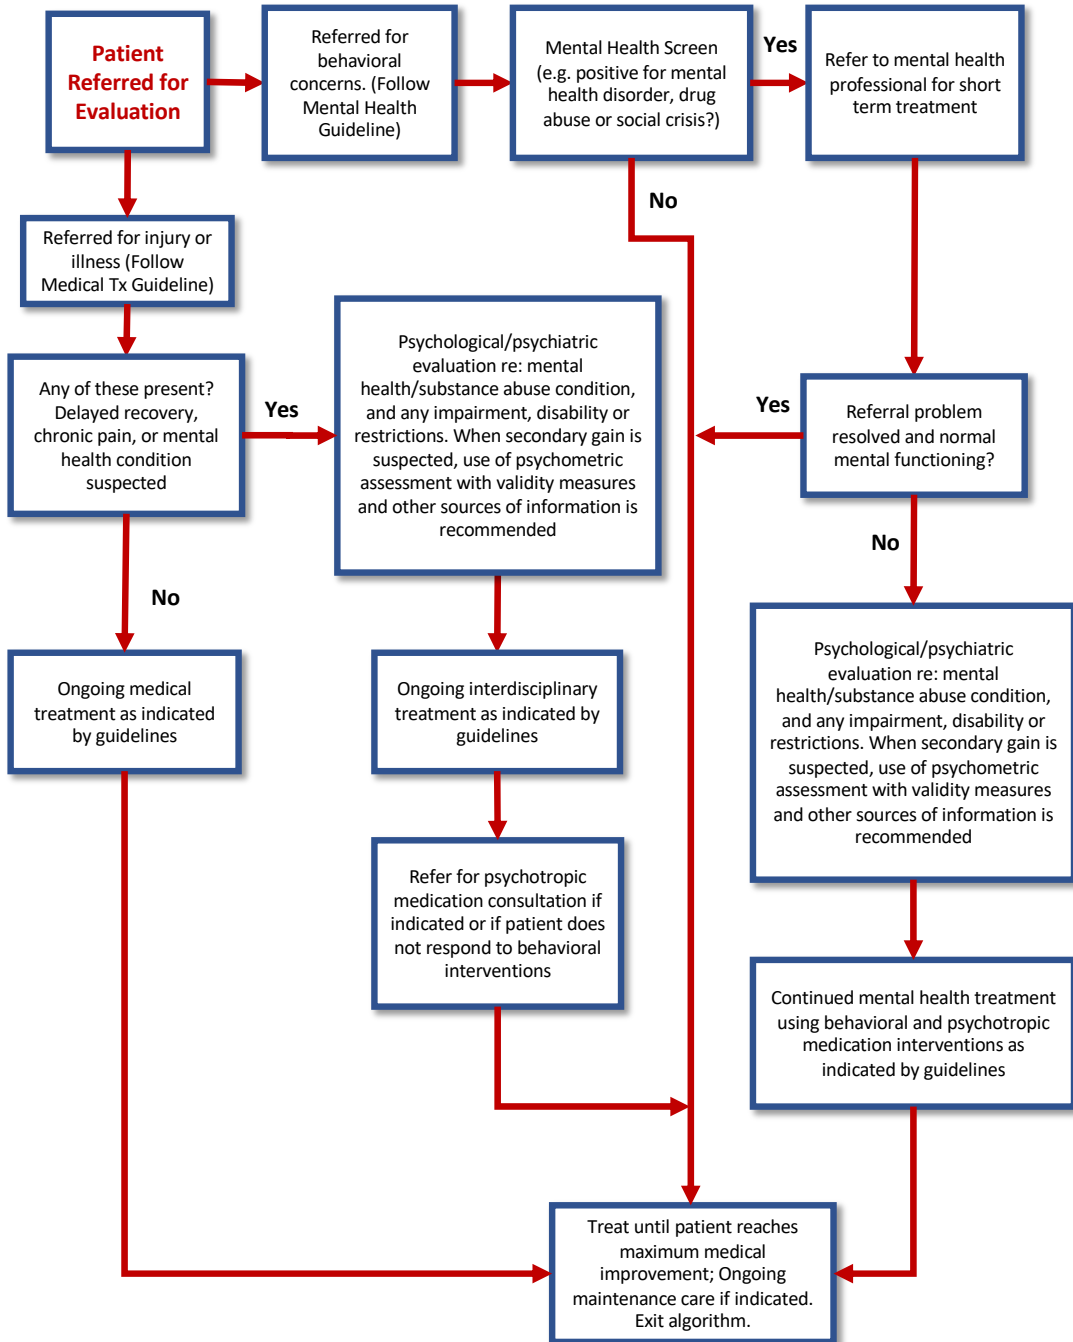 Patient
Referred for
Evaluation
Referred for
behavioral
concerns. (Follow
Mental Health
Guideline)
Mental Health Screen
(e.g. positive for mental
health disorder, drug
abuse or social crisis?)
Yes
Refer to mental health
professional for short
term treatment
No
Referred for injury or
illness (Follow
Medical Tx Guideline)
Any of these present?
Delayed recovery,
chronic pain, or mental
health condition
suspected
Yes
Psychological/psychiatric
evaluation re: mental
health/substance abuse condition,
and any impairment, disability or
restrictions. When secondary gain is
suspected, use of psychometric
assessment with validity measures
and other sources of information is
recommended
Yes
Referral problem
resolved and normal
mental functioning?
No
No
Ongoing medical
treatment as indicated
by guidelines
Ongoing interdisciplinary
treatment as indicated by
guidelines
Psychological/psychiatric
evaluation re: mental
health/substance abuse condition,
and any impairment, disability or
restrictions. When secondary gain is
suspected, use of psychometric
assessment with validity measures
and other sources of information is
recommended
Refer for psychotropic
medication consultation if
indicated or if patient does
not respond to behavioral
interventions
Continued mental health treatment
using behavioral and psychotropic
medication interventions as
indicated by guidelines
Treat until patient reaches
maximum medical
improvement; Ongoing
maintenance care if indicated.
Exit algorithm.